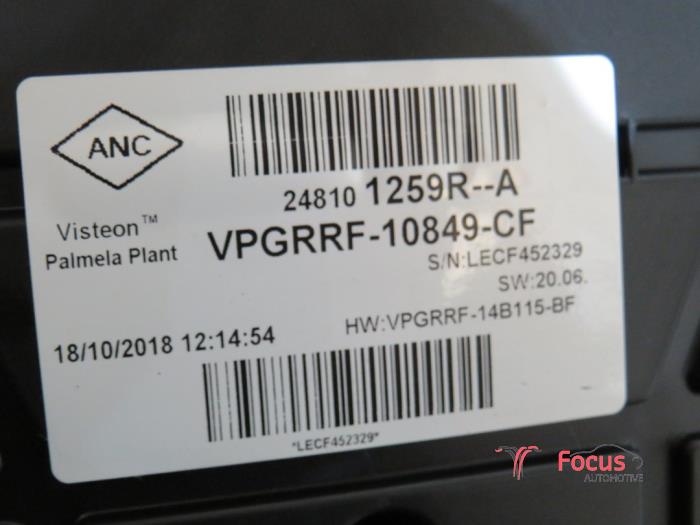 ANC
24810 1259R--A
Visteon™
Palmela Plant
VPGRRF-10849-CF
S/N:LECF452329
SW:20.06.
HW:VPGRRF-14B115-BF
18/10/2018 12:14:54
*LECF452329*
Focus
AUTOMOTIVE